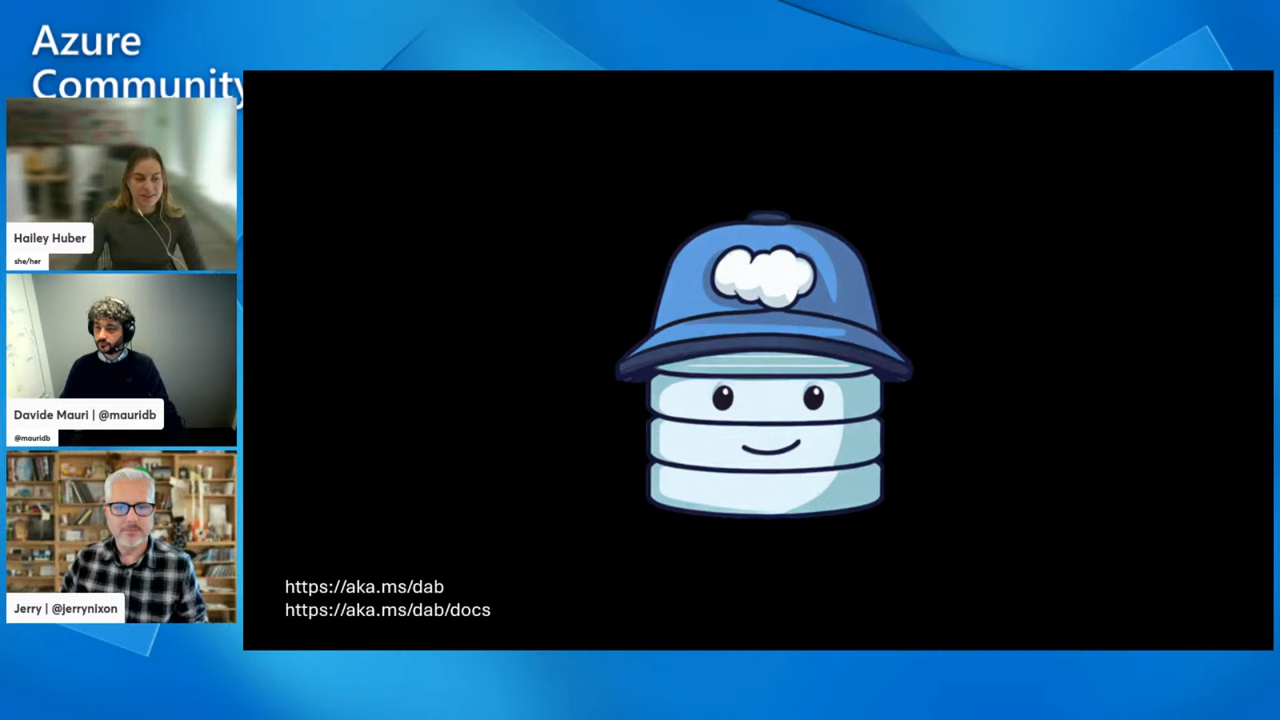 Azure
Community
Hailey Huber
she/her
Davide Mauri | @mauridb
@mauridb
Jerry | @jerrynixon
https://aka.ms/dab
https://aka.ms/dab/docs